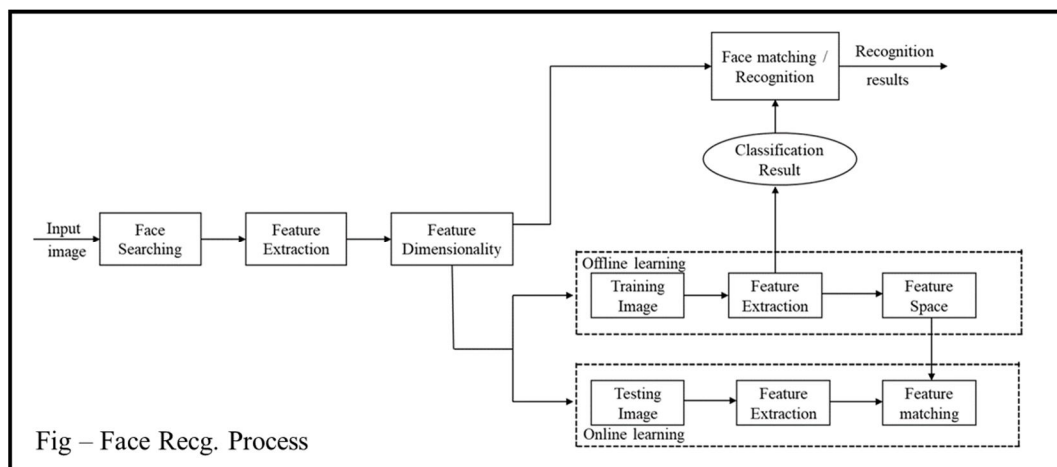 Face matching /
Recognition
Recognition
results
Classification
Result
Input
image
Face
Searching
Feature
Extraction
Feature
Dimensionality
Offline learning
Training
Image
Feature
Extraction
Feature
Space
Testing
Image
Feature
Extraction
Feature
matching
Online learning
Fig – Face Recg. Process